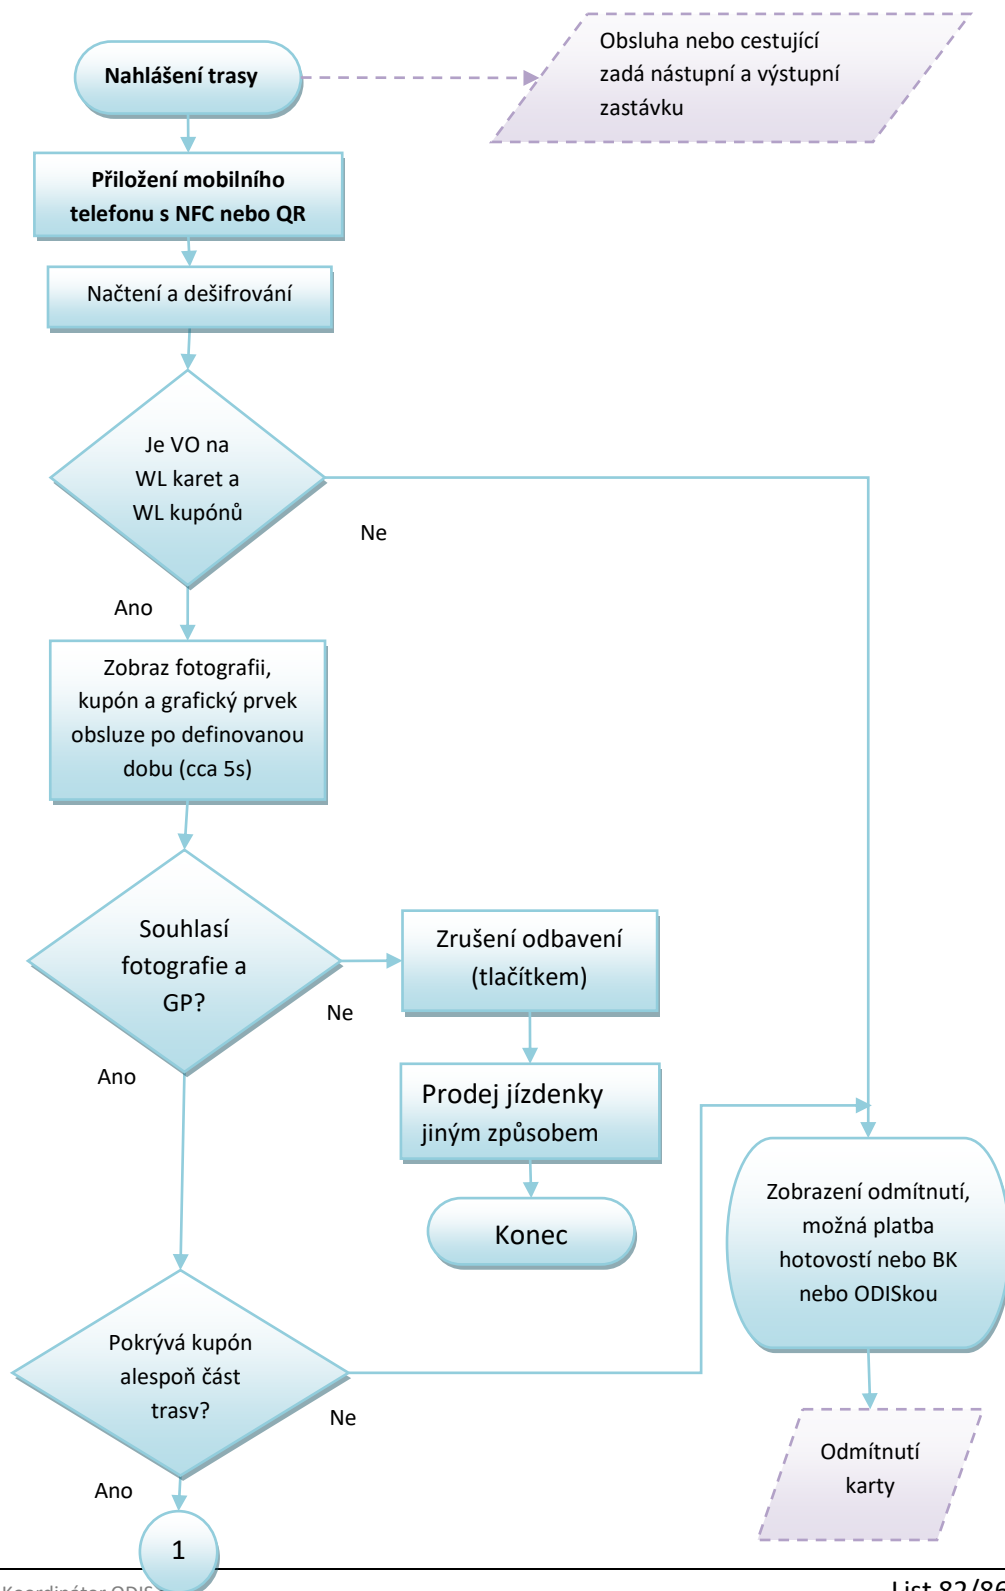 Nahlášení trasy
Obsluha nebo cestující
zadá nástupní a výstupní
zastávku
Přiložení mobilního
telefonu s NFC nebo QR
Načtení a dešifrování
Je VO na
WL karet a
WL kupónů
Ne
Ano
Zobraz fotografii,
kupón a grafický prvek
obsluze po definovanou
dobu (cca 5s)
Souhlasí
fotografie a
GP?
Ne
Ano
Zrušení odbavení
(tlačítkem)
Prodej jízdenky
jiným způsobem
Konec
Zobrazení odmítnutí,
možná platba
hotovostí nebo BK
nebo ODISkou
Pokrývá kupón
alespoň část
trasy?
Ne
Ano
Odmítnutí
karty
1
Koordinátor ODIS
List 82/86